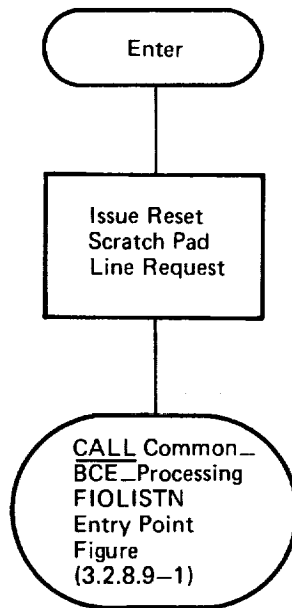 Enter
Issue Reset
Scratch Pad
Line Request
CALL Common_
BCE_Processing
FIOLISTN
Entry Point
Figure
(3.2.8.9–1)